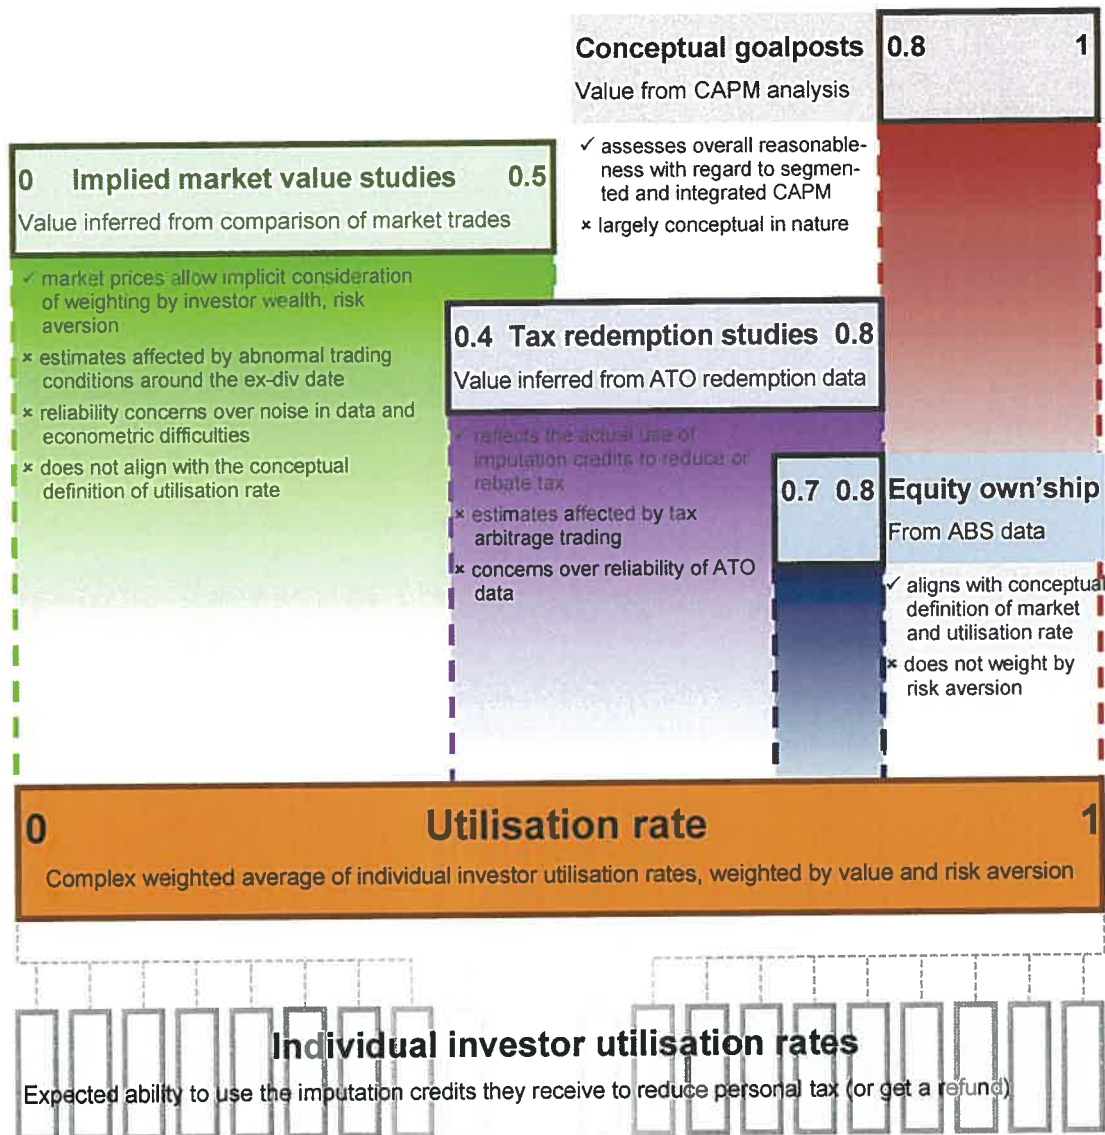 Conceptual goalposts 0.8 1
Value from CAPM analysis
✓ assesses overall reasonable-
ness with regard to segmen-
ted and integrated CAPM
× largely conceptual in nature
0 Implied market value studies 0.5
Value inferred from comparison of market trades
✓ market prices allow implicit consideration
of weighting by investor wealth, risk
aversion
× estimates affected by abnormal trading
conditions around the ex-div date
× reliability concerns over noise in data and
econometric difficulties
× does not align with the conceptual
definition of utilisation rate
0.4 Tax redemption studies 0.8
Value inferred from ATO redemption data
✓ reflects the actual use of
imputation credits to reduce or
rebate tax
× estimates affected by tax
arbitrage trading
× concerns over reliability of ATO
data
0.7 0.8 Equity own'ship
From ABS data
✓ aligns with conceptual
definition of market
and utilisation rate
× does not weight by
risk aversion
0 Utilisation rate 1
Complex weighted average of individual investor utilisation rates, weighted by value and risk aversion
Individual investor utilisation rates
Expected ability to use the imputation credits they receive to reduce personal tax (or get a refund)